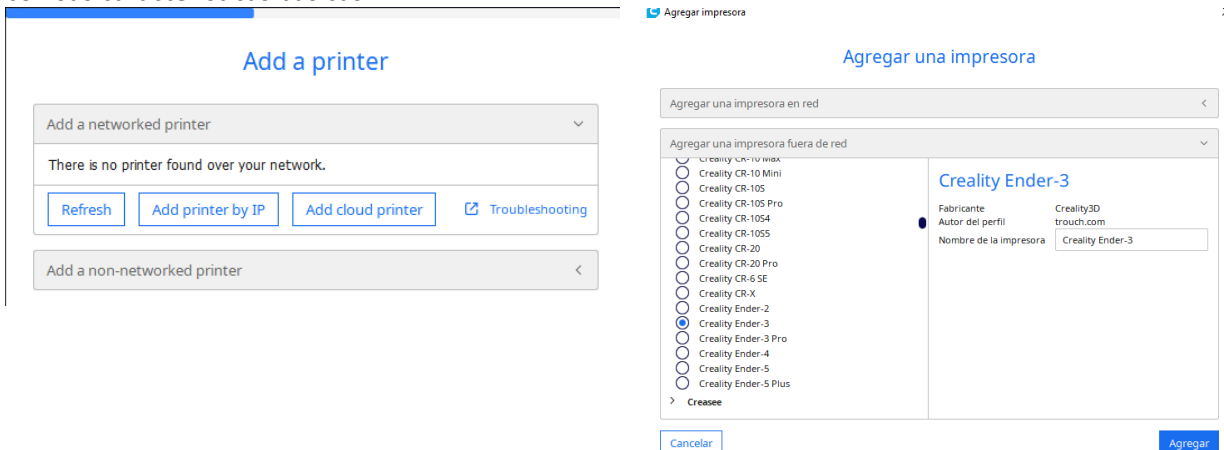 Add a printer
Add a networked printer
There is no printer found over your network.
Refresh
Add printer by IP
Add cloud printer
Troubleshooting
Add a non-networked printer
Agregar impresora
Agregar una impresora
Agregar una impresora en red
Agregar una impresora fuera de red
Creality CR-10 Max
Creality CR-10 Mini
Creality CR-10S
Creality CR-10S Pro
Creality CR-10S4
Creality CR-10S5
Creality CR-20
Creality CR-20 Pro
Creality CR-6 SE
Creality CR-X
Creality Ender-2
Creality Ender-3
Creality Ender-3 Pro
Creality Ender-4
Creality Ender-5
Creality Ender-5 Plus
Creasee
Creality Ender-3
Fabricante Creality3D
Autor del perfil trouch.com
Nombre de la impresora Creality Ender-3
Cancelar
Agregar